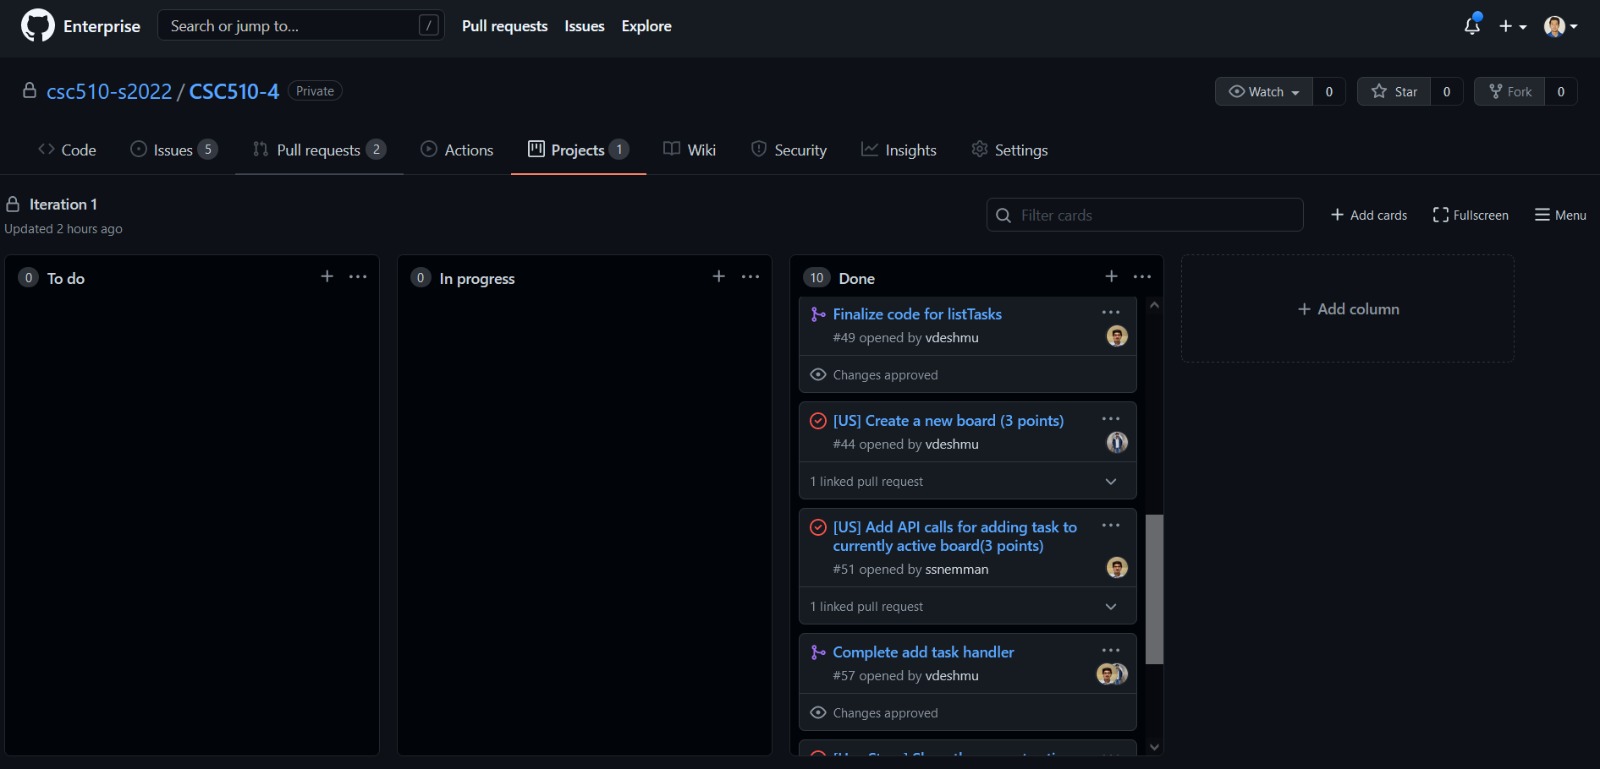 Enterprise
Search or jump to...
/
Pull requests
Issues
Explore
csc510-s2022 / CSC510-4
Private
Watch
0
Star
0
Fork
0
Code
Issues 5
Pull requests 2
Actions
Projects 1
Wiki
Security
Insights
Settings
Iteration 1
Updated 2 hours ago
Filter cards
Add cards
Fullscreen
Menu
0 To do
0 In progress
10 Done
Finalize code for listTasks
#49 opened by vdeshmu
Changes approved
[US] Create a new board (3 points)
#44 opened by vdeshmu
1 linked pull request
[US] Add API calls for adding task to
currently active board(3 points)
#51 opened by ssnemman
1 linked pull request
Complete add task handler
#57 opened by vdeshmu
Changes approved
Add column